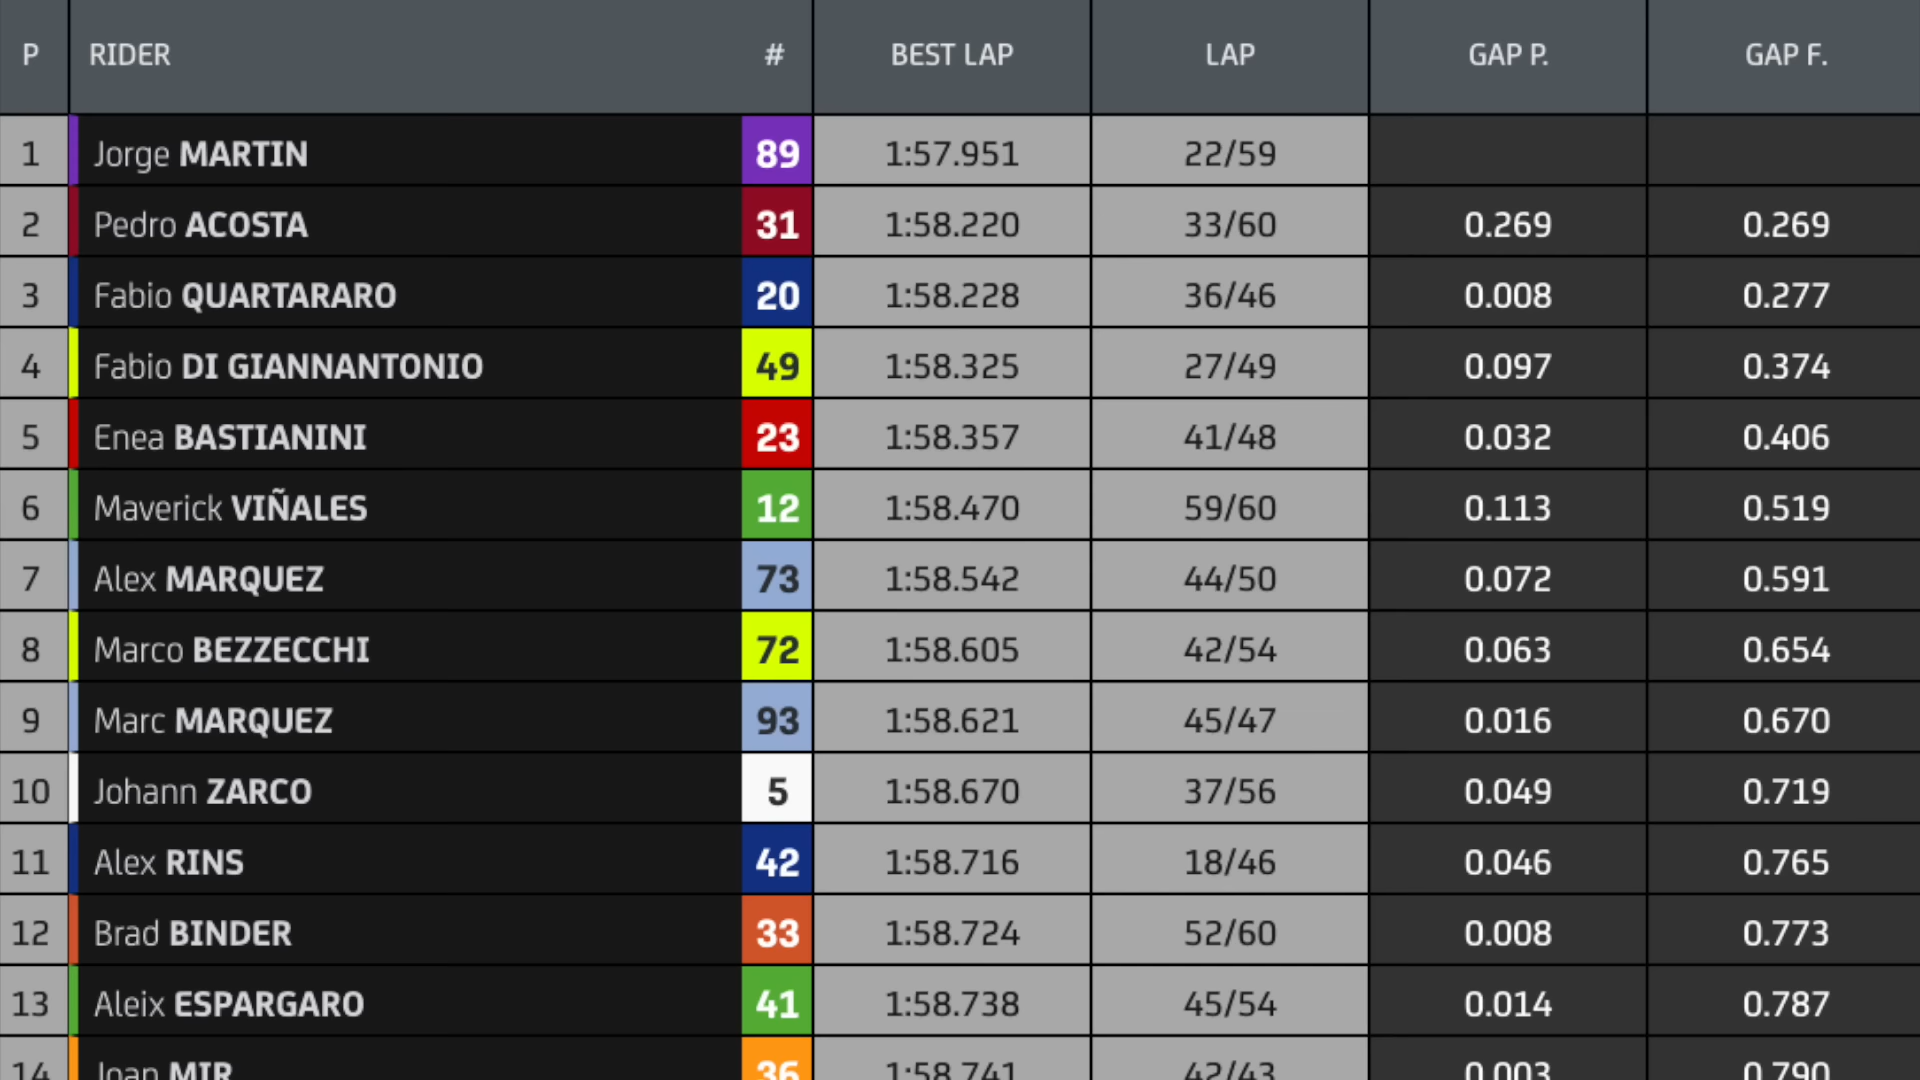 P RIDER # BEST LAP LAP GAP P. GAP F.
1 Jorge MARTIN 89 1:57.951 22/59
2 Pedro ACOSTA 31 1:58.220 33/60 0.269 0.269
3 Fabio QUARTARARO 20 1:58.228 36/46 0.008 0.277
4 Fabio DI GIANNANTONIO 49 1:58.325 27/49 0.097 0.374
5 Enea BASTIANINI 23 1:58.357 41/48 0.032 0.406
6 Maverick VIÑALES 12 1:58.470 59/60 0.113 0.519
7 Alex MARQUEZ 73 1:58.542 44/50 0.072 0.591
8 Marco BEZZECCHI 72 1:58.605 42/54 0.063 0.654
9 Marc MARQUEZ 93 1:58.621 45/47 0.016 0.670
10 Johann ZARCO 5 1:58.670 37/56 0.049 0.719
11 Alex RINS 42 1:58.716 18/46 0.046 0.765
12 Brad BINDER 33 1:58.724 52/60 0.008 0.773
13 Aleix ESPARGARO 41 1:58.738 45/54 0.014 0.787
14 Joan MIR 36 1:58.741 42/43 0.003 0.790